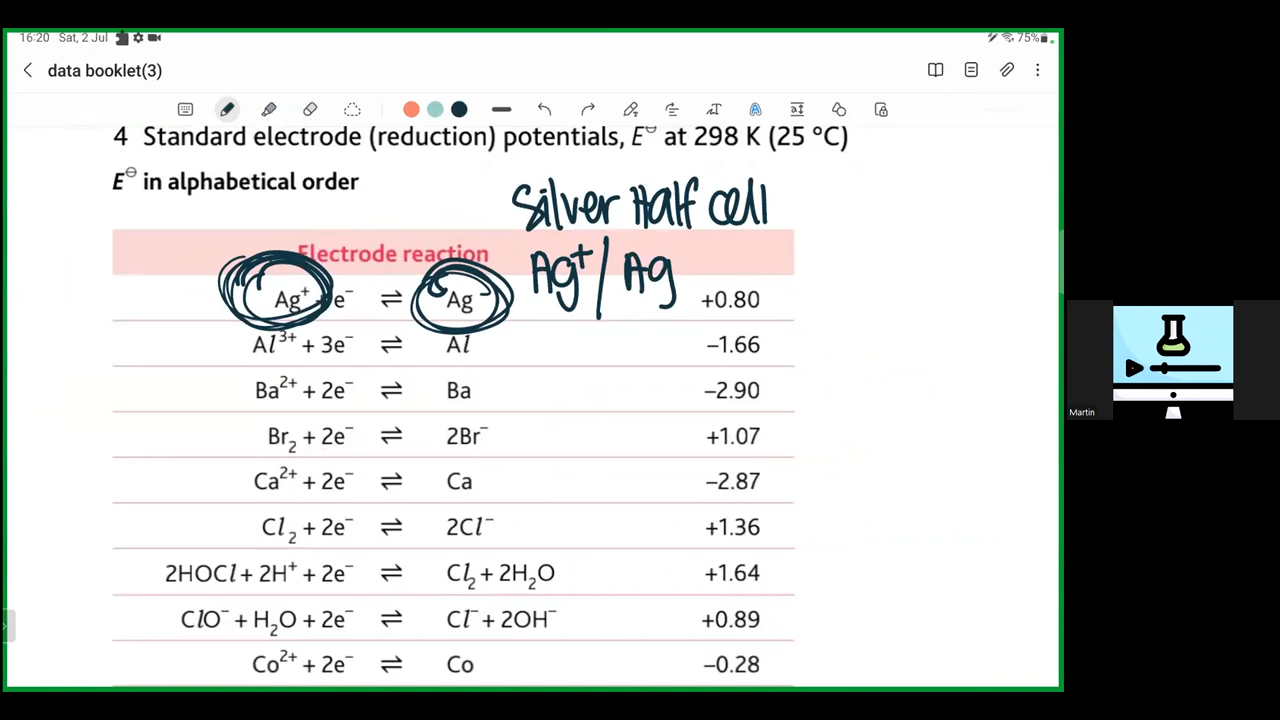 16:20 Sat, 2 Jul 75%
data booklet(3)
4 Standard electrode (reduction) potentials, E⊖ at 298 K (25 °C)
E⊖ in alphabetical order
Silver Half cell
Electrode reaction
Ag⁺/Ag
Ag⁺ + e⁻ ⇌ Ag +0.80
Al³⁺ + 3e⁻ ⇌ Al –1.66
Ba²⁺ + 2e⁻ ⇌ Ba –2.90
Br₂ + 2e⁻ ⇌ 2Br⁻ +1.07
Ca²⁺ + 2e⁻ ⇌ Ca –2.87
Cl₂ + 2e⁻ ⇌ 2Cl⁻ +1.36
2HOCl + 2H⁺ + 2e⁻ ⇌ Cl₂ + 2H₂O +1.64
ClO⁻ + H₂O + 2e⁻ ⇌ Cl⁻ + 2OH⁻ +0.89
Co²⁺ + 2e⁻ ⇌ Co –0.28
Martin